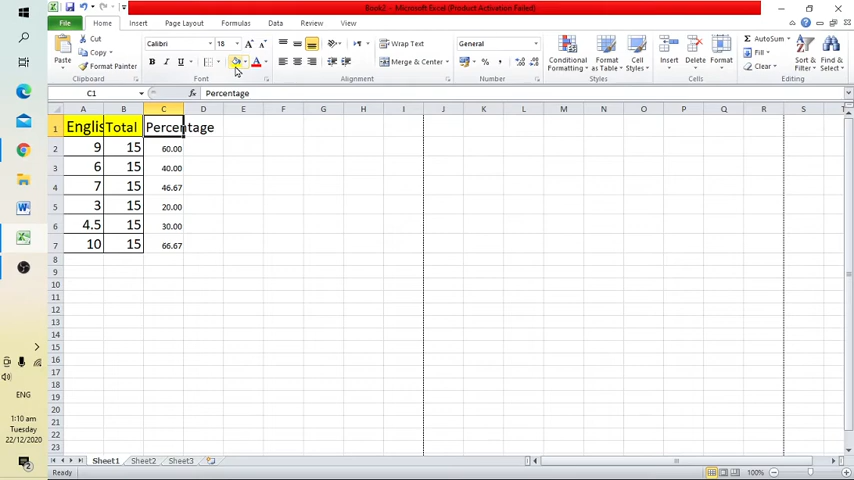 Book2 - Microsoft Excel (Product Activation Failed)
File Home Insert Page Layout Formulas Data Review View
Cut
Copy
Format Painter
Paste
Clipboard
Calibri 18
B I U
Font
Wrap Text
Merge & Center
Alignment
General
% ,
Number
Conditional Formatting
Format as Table
Cell Styles
Styles
Insert Delete Format
Cells
AutoSum
Fill
Clear
Sort & Filter
Find & Select
Editing
C1 fx Percentage
A B C D E F G H I J K L M N O P Q R S T
1 Englis Total Percentage
2 9 15 60.00
3 6 15 40.00
4 7 15 46.67
5 3 15 20.00
6 4.5 15 30.00
7 10 15 66.67
8
9
10
11
12
13
14
15
16
17
18
19
20
21
22
23
Sheet1 Sheet2 Sheet3
Ready
100%
ENG
1:10 am
Tuesday
22/12/2020
2